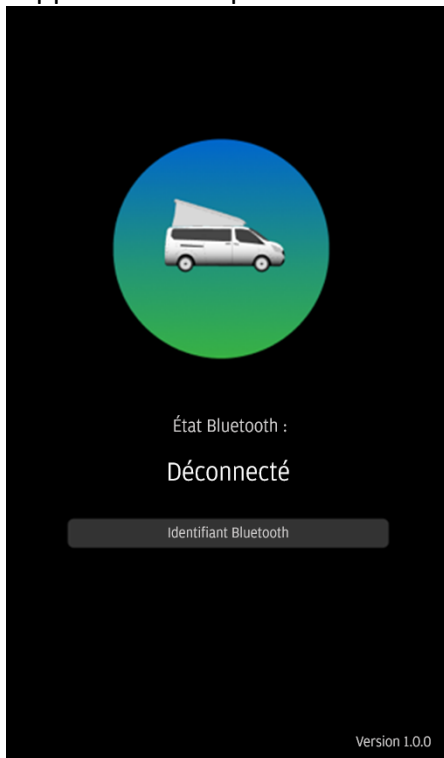 État Bluetooth :
Déconnecté
Identifiant Bluetooth
Version 1.0.0